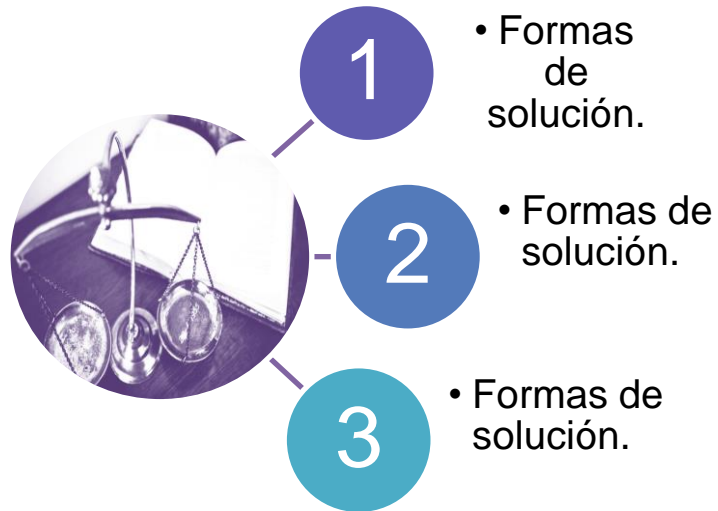 1
• Formas
de
solución.
2
• Formas de
solución.
3
• Formas de
solución.